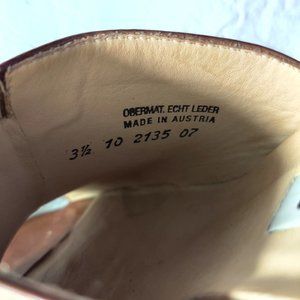 OBERMAT. ECHT LEDER
MADE IN AUSTRIA
3½ 10 2135 07